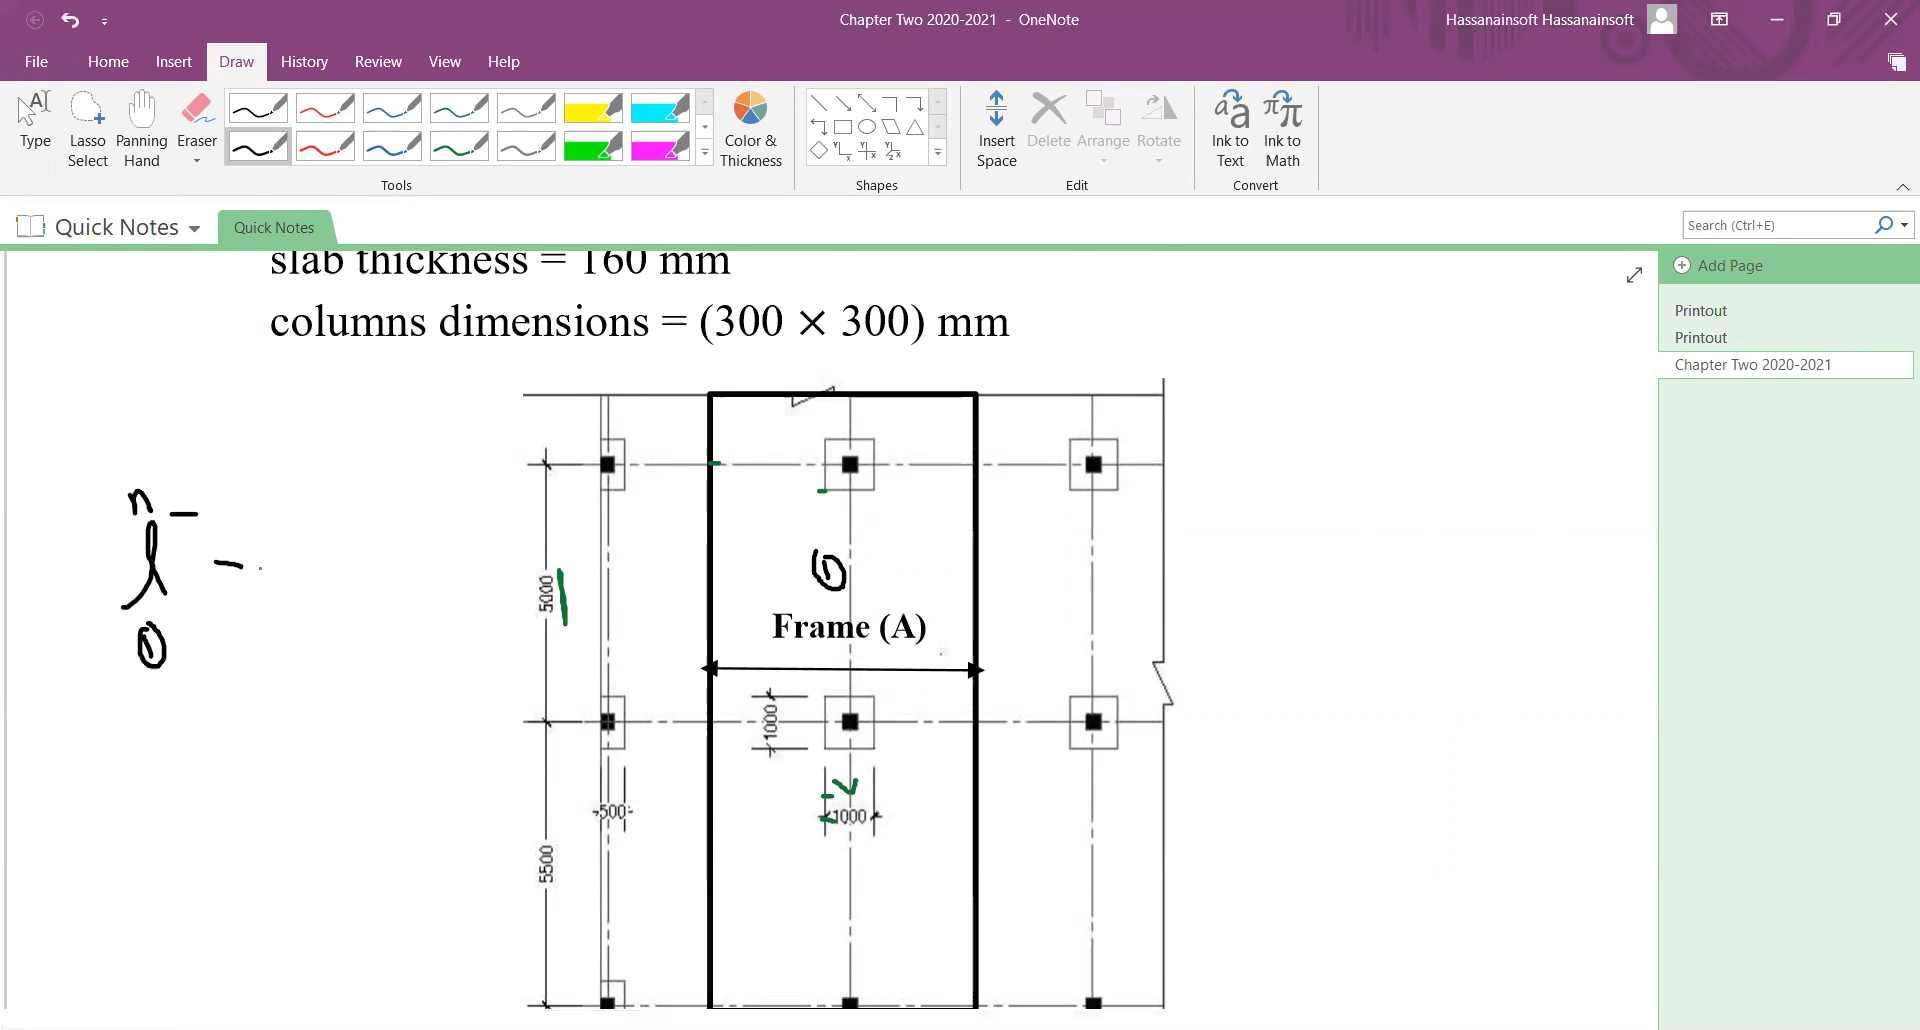 Chapter Two 2020-2021 - OneNote
Hassanainsoft Hassanainsoft
File Home Insert Draw History Review View Help
Type
Lasso Select
Panning Hand
Eraser
Color & Thickness
Insert Space
Delete
Arrange
Rotate
Ink to Text
Ink to Math
Tools
Shapes
Edit
Convert
Quick Notes
Quick Notes
Search (Ctrl+E)
Add Page
Printout
Printout
Chapter Two 2020-2021
slab thickness = 160 mm
columns dimensions = (300 × 300) mm
n -
l -
①
5000
①
Frame (A)
1000
500
1000
5500